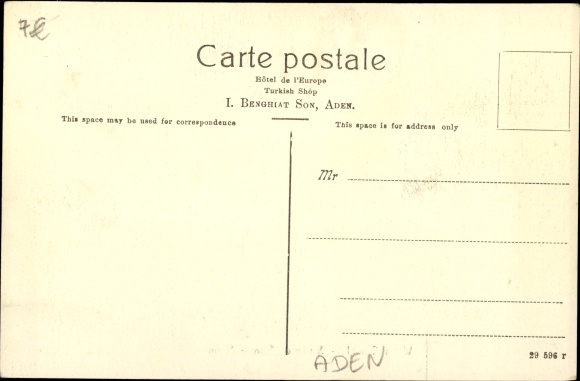 7€
Carte postale
Hôtel de l'Europe
Turkish Shóp
I. BENGHIAT SON, ADEN.
This space may be used for correspondence
This space is for address only
Mr
29 596 r
ADEN